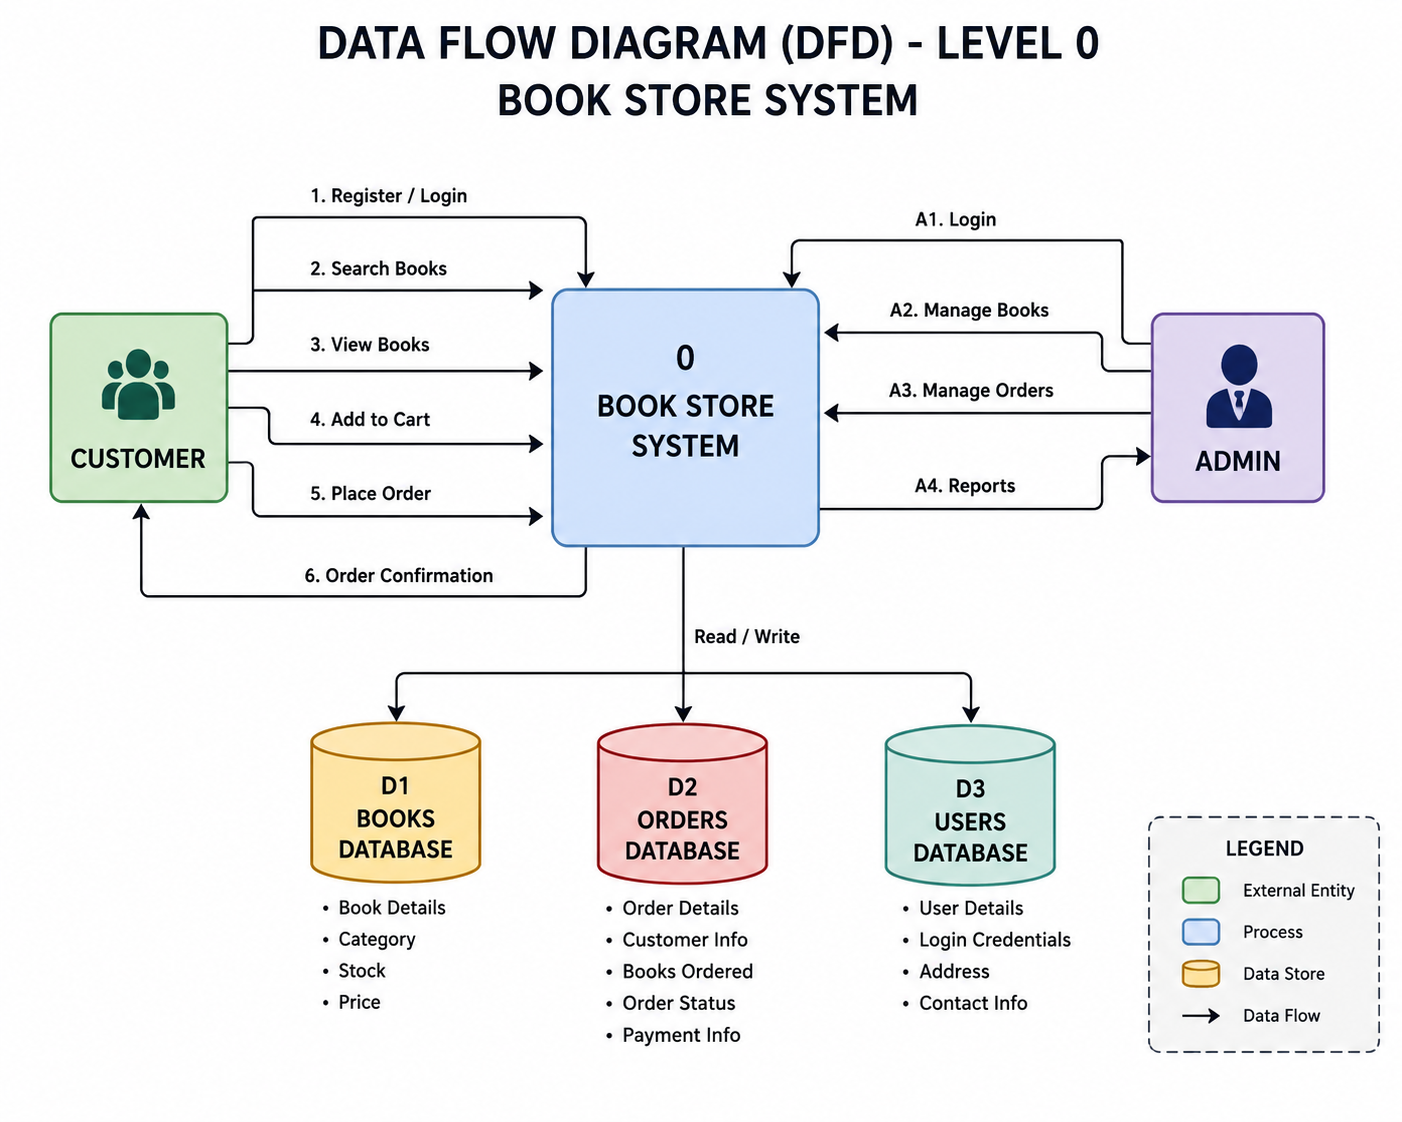 DATA FLOW DIAGRAM (DFD) - LEVEL 0
BOOK STORE SYSTEM
1. Register / Login
2. Search Books
3. View Books
4. Add to Cart
5. Place Order
6. Order Confirmation
CUSTOMER
0
BOOK STORE
SYSTEM
A1. Login
A2. Manage Books
A3. Manage Orders
A4. Reports
ADMIN
Read / Write
D1
BOOKS
DATABASE
• Book Details
• Category
• Stock
• Price
D2
ORDERS
DATABASE
• Order Details
• Customer Info
• Books Ordered
• Order Status
• Payment Info
D3
USERS
DATABASE
• User Details
• Login Credentials
• Address
• Contact Info
LEGEND
External Entity
Process
Data Store
Data Flow